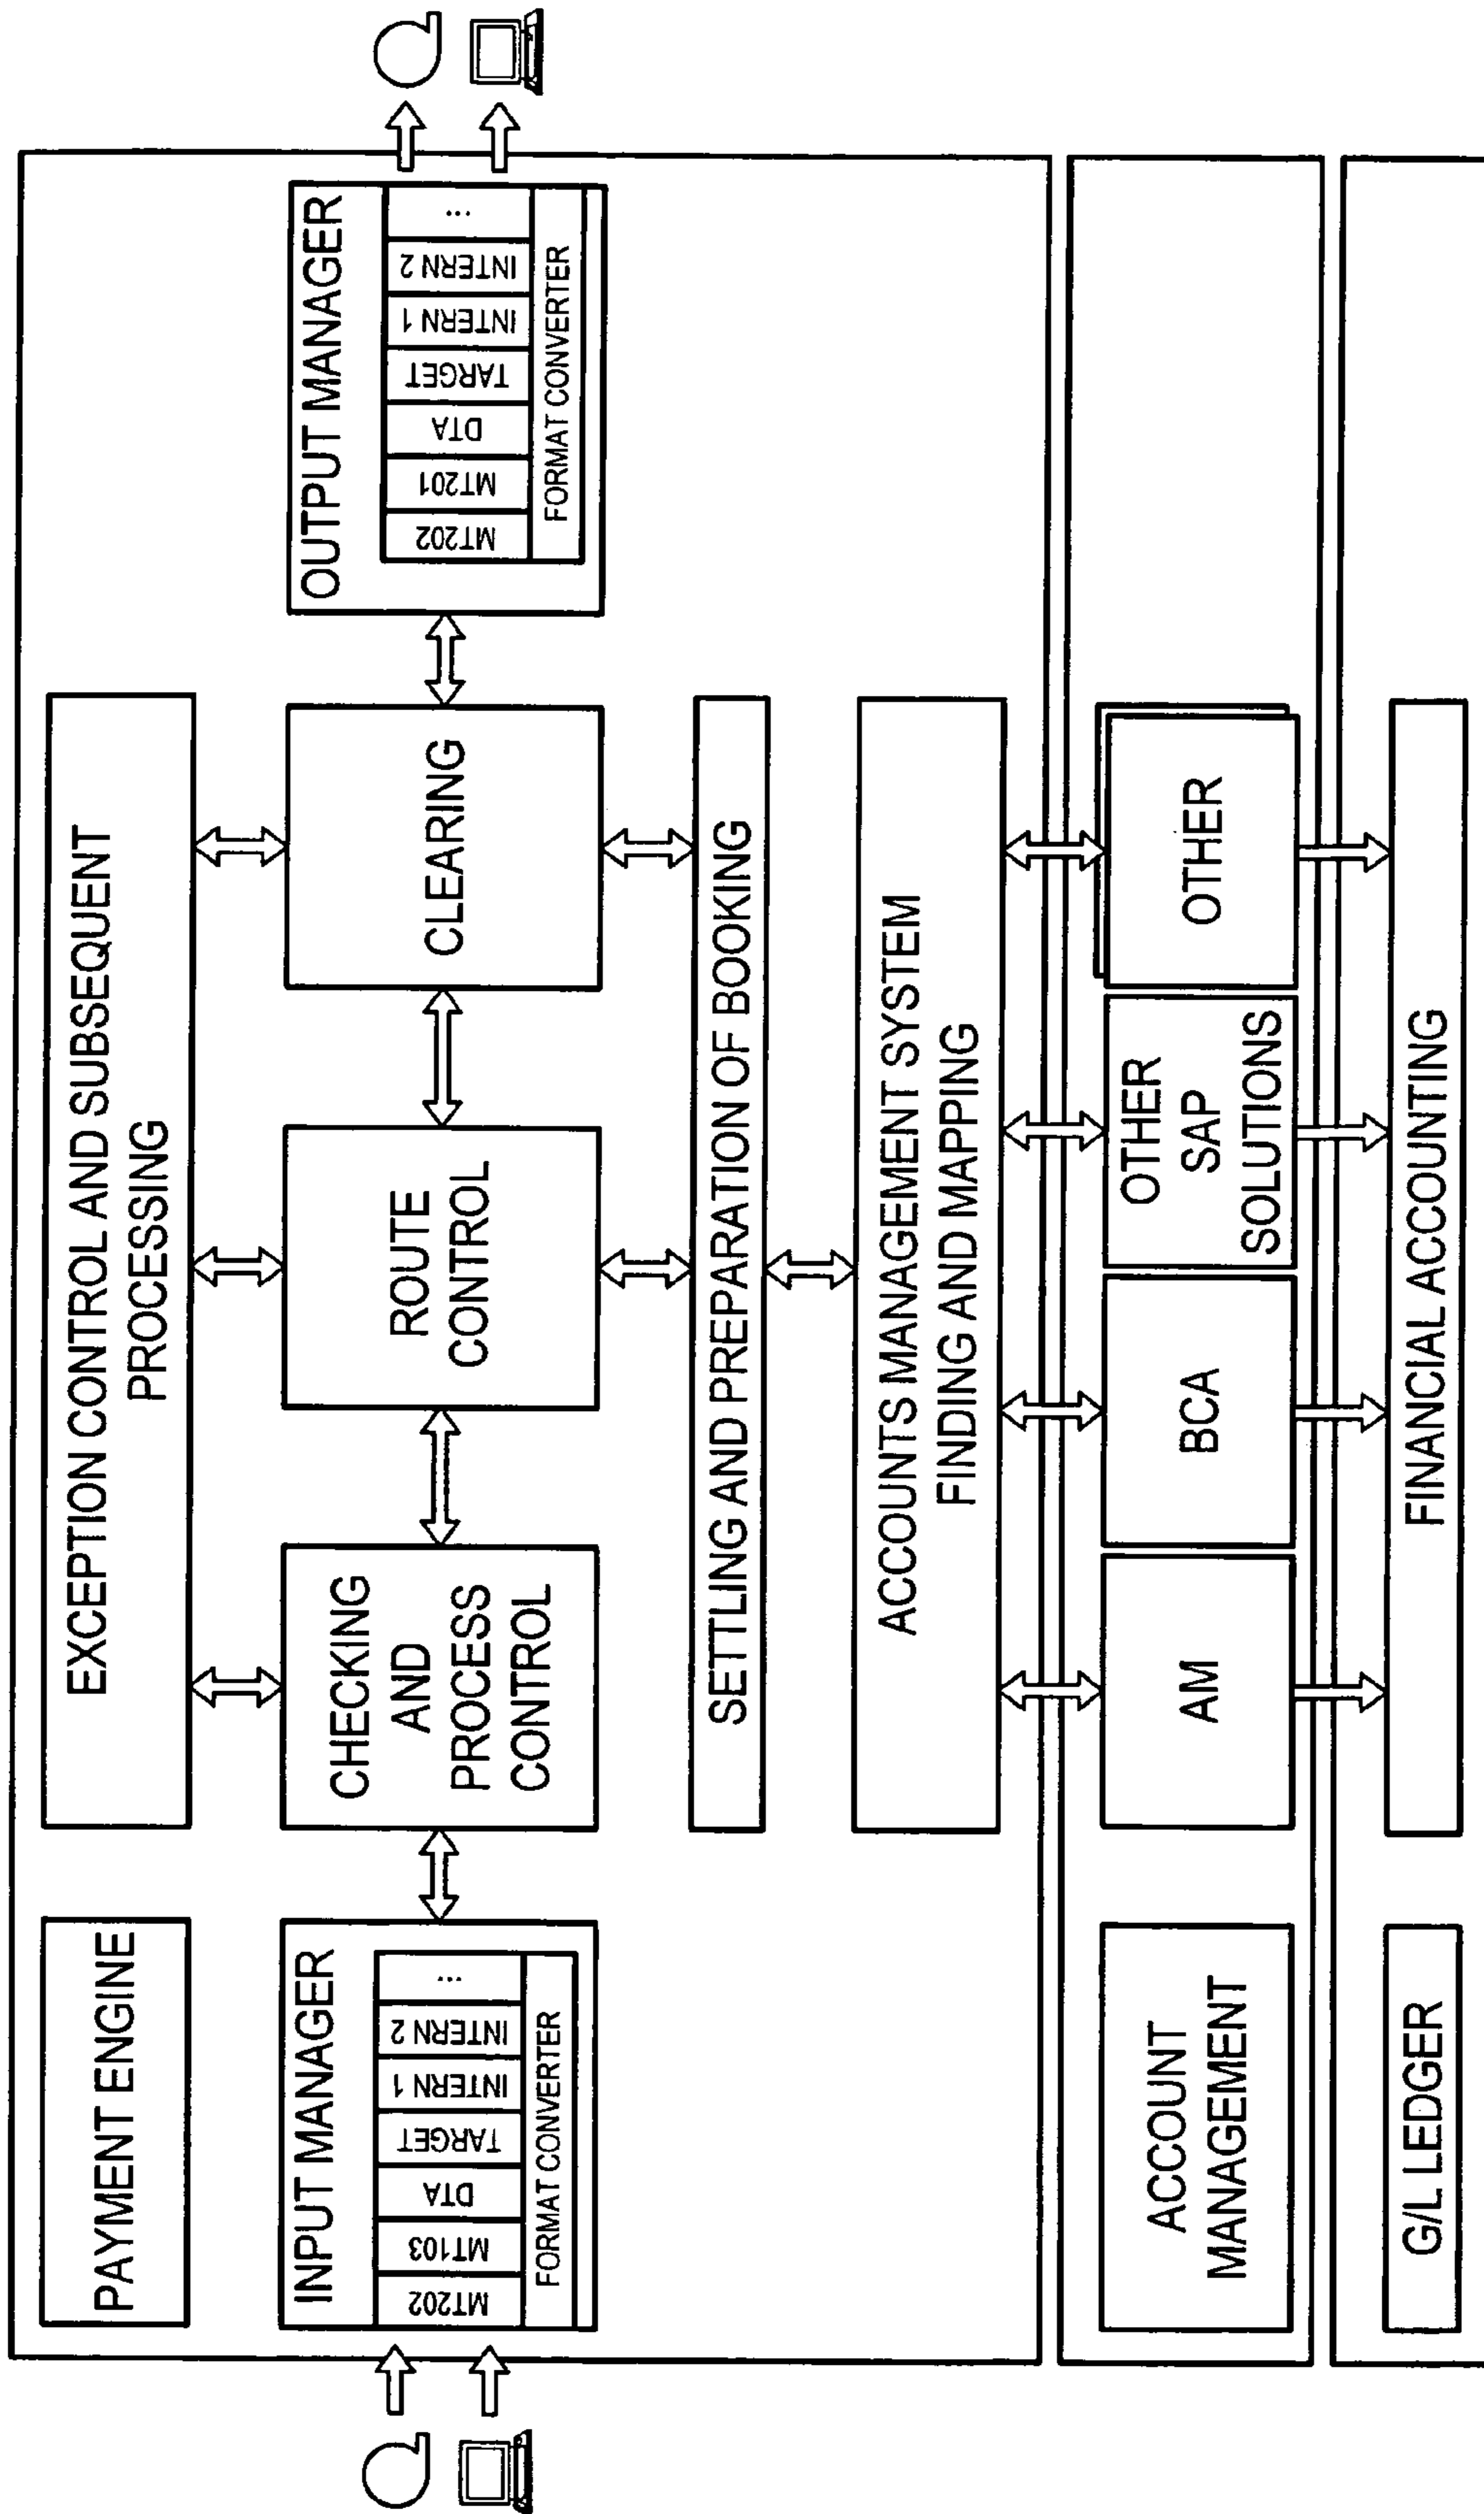 PAYMENT ENGINE
EXCEPTION CONTROL AND SUBSEQUENT
PROCESSING
INPUT MANAGER
MT202
MT103
DTA
TARGET
INTERN 1
INTERN 2
...
FORMAT CONVERTER
CHECKING
AND
PROCESS
CONTROL
ROUTE
CONTROL
CLEARING
OUTPUT MANAGER
MT202
MT201
DTA
TARGET
INTERN 1
INTERN 2
...
FORMAT CONVERTER
SETTLING AND PREPARATION OF BOOKING
ACCOUNTS MANAGEMENT SYSTEM
FINDING AND MAPPING
ACCOUNT
MANAGEMENT
AM
BCA
OTHER
SAP
SOLUTIONS
OTHER
G/L LEDGER
FINANCIAL ACCOUNTING